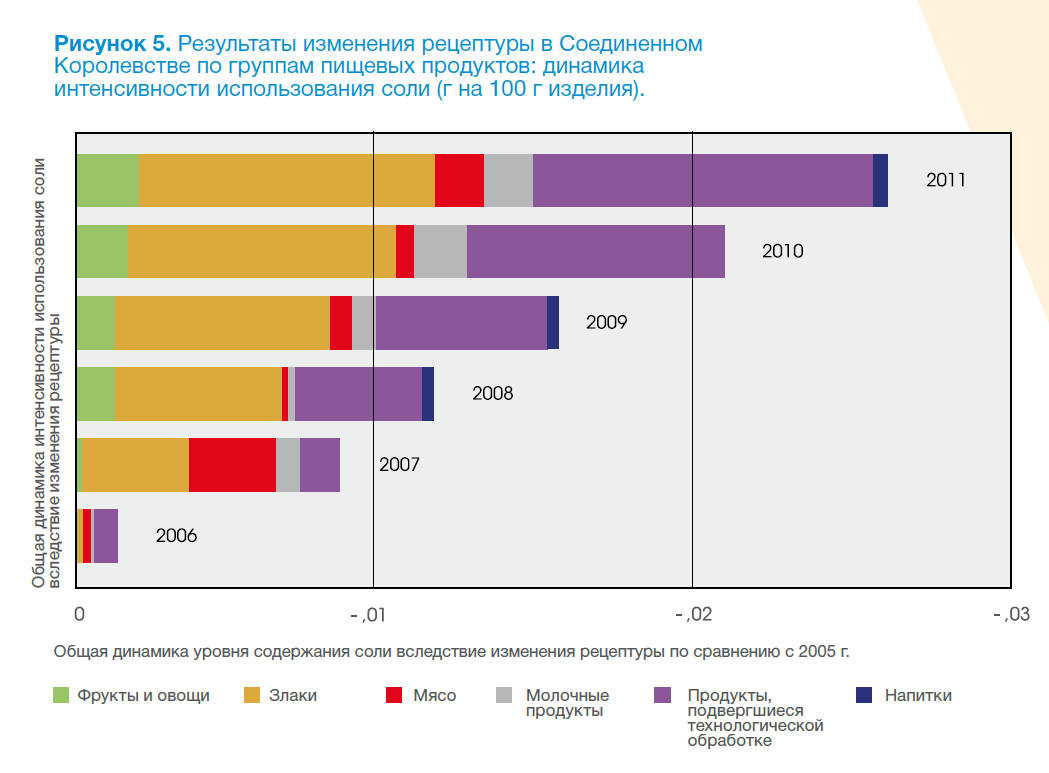 Рисунок 5. Результаты изменения рецептуры в Соединенном
Королевстве по группам пищевых продуктов: динамика
интенсивности использования соли (г на 100 г изделия).
Общая динамика интенсивности использования соли
вследствие изменения рецептуры
2011
2010
2009
2008
2007
2006
0
- ,01
- ,02
- ,03
Общая динамика уровня содержания соли вследствие изменения рецептуры по сравнению с 2005 г.
Фрукты и овощи
Злаки
Мясо
Молочные
продукты
Продукты,
подвергшиеся
технологической
обработке
Напитки